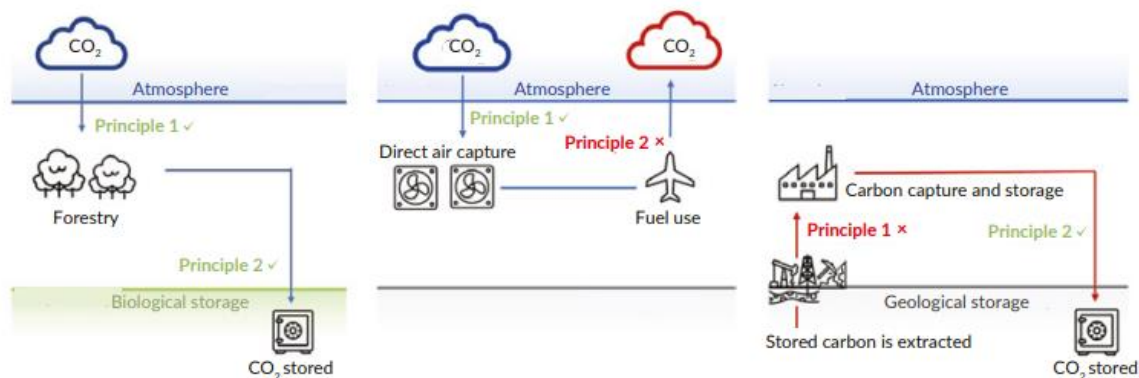 CO₂
Atmosphere
Principle 1 ✓
Forestry
Principle 2 ✓
Biological storage
CO₂ stored
CO₂
CO₂
Atmosphere
Principle 1 ✓
Principle 2 ×
Direct air capture
Fuel use
Atmosphere
Carbon capture and storage
Principle 1 ×
Principle 2 ✓
Geological storage
Stored carbon is extracted
CO₂ stored